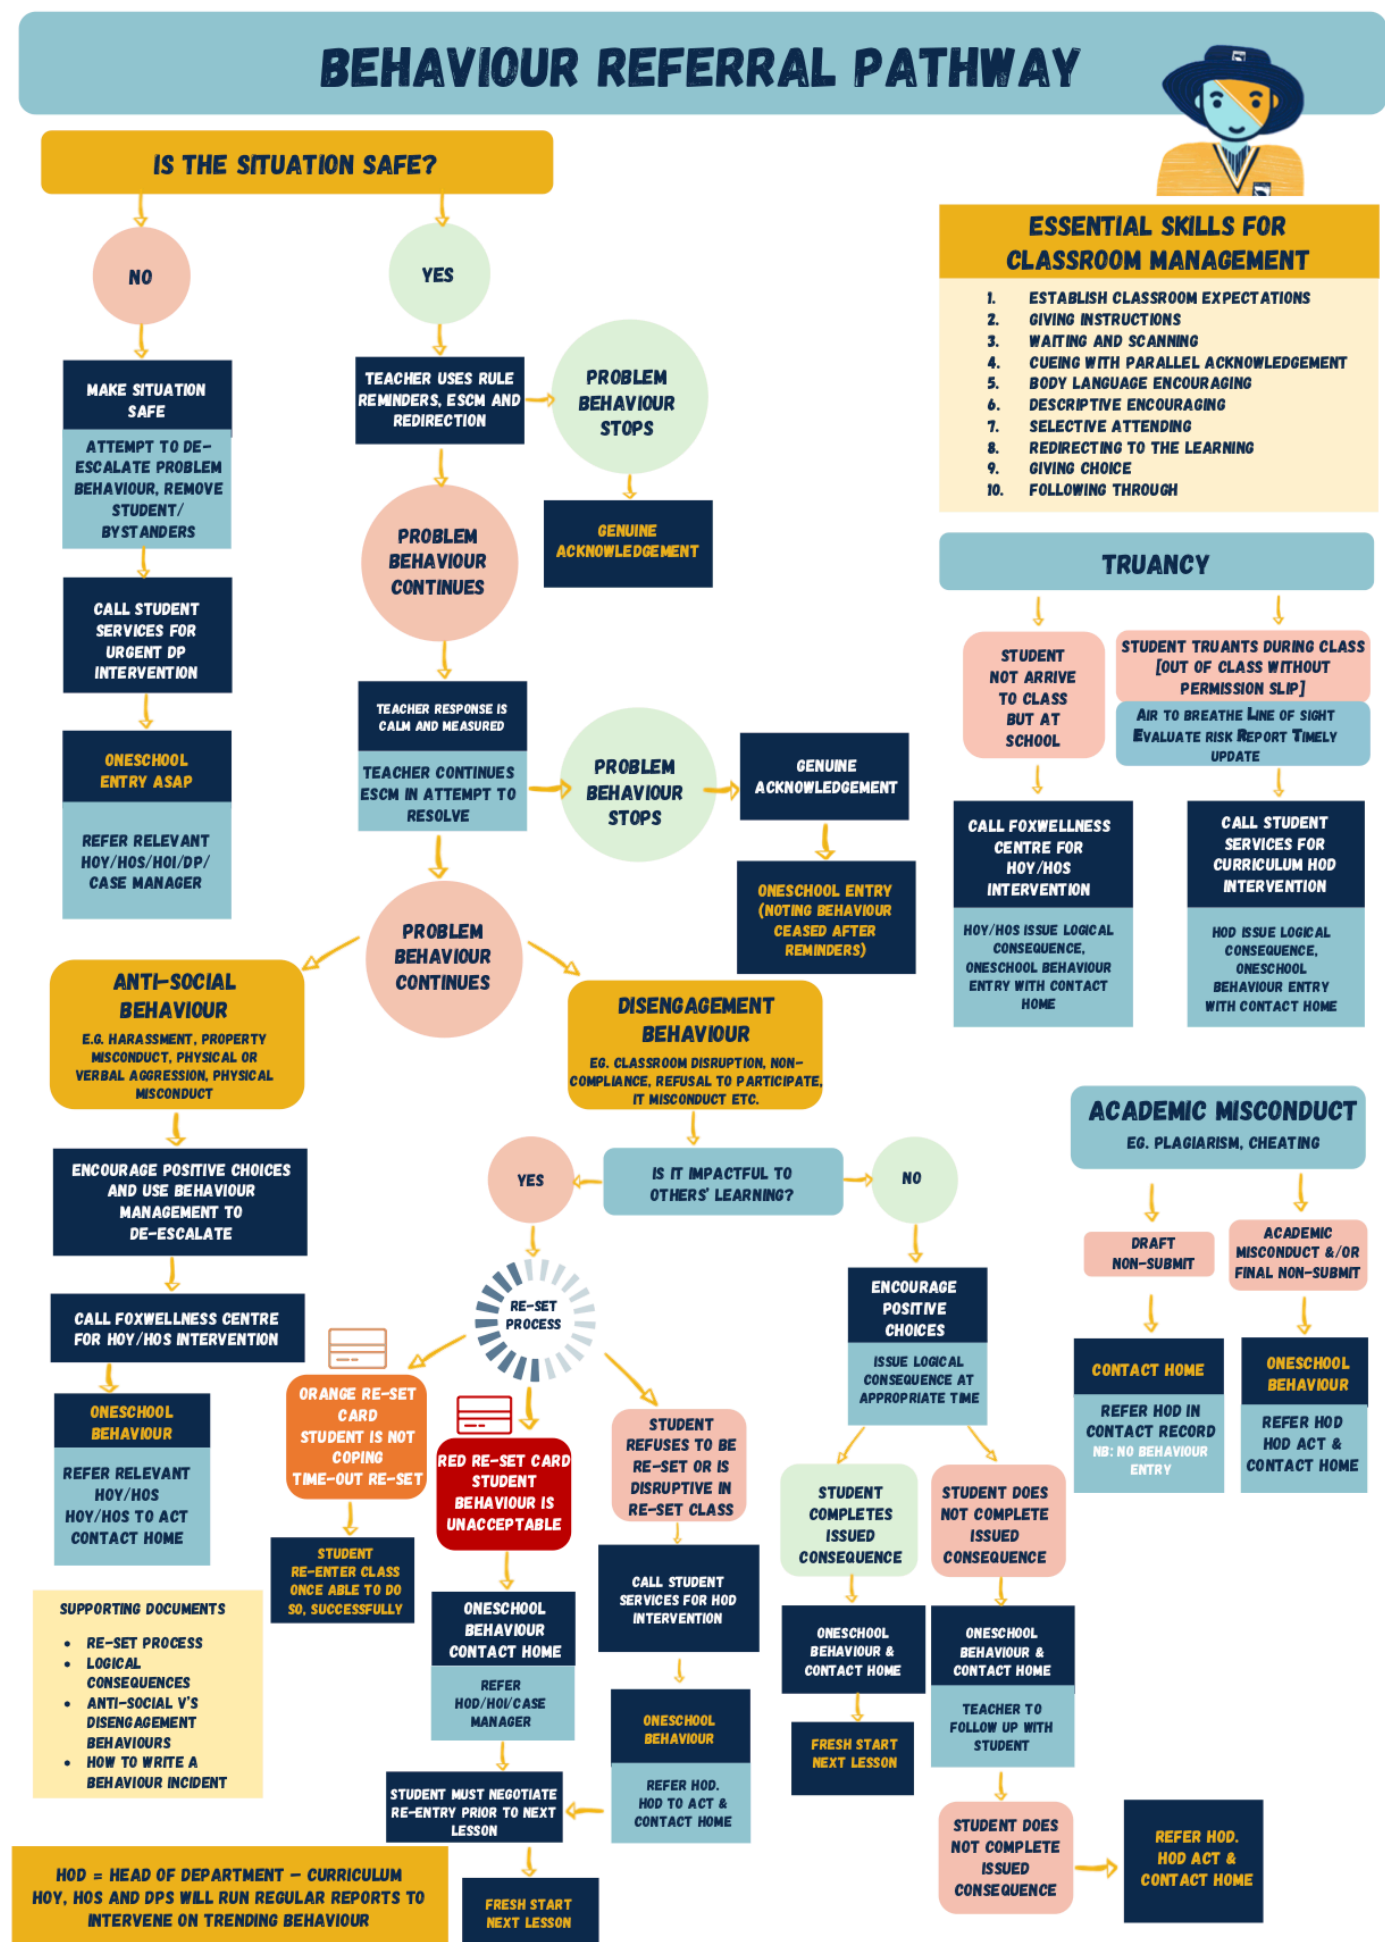 BEHAVIOUR REFERRAL PATHWAY
IS THE SITUATION SAFE?
NO
YES
MAKE SITUATION
SAFE
ATTEMPT TO DE-
ESCALATE PROBLEM
BEHAVIOUR, REMOVE
STUDENT/
BYSTANDERS
CALL STUDENT
SERVICES FOR
URGENT DP
INTERVENTION
ONESCHOOL
ENTRY ASAP
REFER RELEVANT
HOY/HOS/HOI/DP/
CASE MANAGER
TEACHER USES RULE
REMINDERS, ESCM AND
REDIRECTION
PROBLEM
BEHAVIOUR
STOPS
GENUINE
ACKNOWLEDGEMENT
PROBLEM
BEHAVIOUR
CONTINUES
TEACHER RESPONSE IS
CALM AND MEASURED
TEACHER CONTINUES
ESCM IN ATTEMPT TO
RESOLVE
PROBLEM
BEHAVIOUR
STOPS
GENUINE
ACKNOWLEDGEMENT
ONESCHOOL ENTRY
(NOTING BEHAVIOUR
CEASED AFTER
REMINDERS)
PROBLEM
BEHAVIOUR
CONTINUES
ESSENTIAL SKILLS FOR
CLASSROOM MANAGEMENT
1. ESTABLISH CLASSROOM EXPECTATIONS
2. GIVING INSTRUCTIONS
3. WAITING AND SCANNING
4. CUEING WITH PARALLEL ACKNOWLEDGEMENT
5. BODY LANGUAGE ENCOURAGING
6. DESCRIPTIVE ENCOURAGING
7. SELECTIVE ATTENDING
8. REDIRECTING TO THE LEARNING
9. GIVING CHOICE
10. FOLLOWING THROUGH
TRUANCY
STUDENT
NOT ARRIVE
TO CLASS
BUT AT
SCHOOL
CALL FOXWELLNESS
CENTRE FOR
HOY/HOS
INTERVENTION
HOY/HOS ISSUE LOGICAL
CONSEQUENCE,
ONESCHOOL BEHAVIOUR
ENTRY WITH CONTACT
HOME
STUDENT TRUANTS DURING CLASS
[OUT OF CLASS WITHOUT
PERMISSION SLIP]
AIR TO BREATHE LINE OF SIGHT
EVALUATE RISK REPORT TIMELY
UPDATE
CALL STUDENT
SERVICES FOR
CURRICULUM HOD
INTERVENTION
HOD ISSUE LOGICAL
CONSEQUENCE,
ONESCHOOL
BEHAVIOUR ENTRY
WITH CONTACT HOME
ANTI-SOCIAL
BEHAVIOUR
E.G. HARASSMENT, PROPERTY
MISCONDUCT, PHYSICAL OR
VERBAL AGGRESSION, PHYSICAL
MISCONDUCT
ENCOURAGE POSITIVE CHOICES
AND USE BEHAVIOUR
MANAGEMENT TO
DE-ESCALATE
CALL FOXWELLNESS CENTRE
FOR HOY/HOS INTERVENTION
ONESCHOOL
BEHAVIOUR
REFER RELEVANT
HOY/HOS
HOY/HOS TO ACT
CONTACT HOME
DISENGAGEMENT
BEHAVIOUR
EG. CLASSROOM DISRUPTION, NON-
COMPLIANCE, REFUSAL TO PARTICIPATE,
IT MISCONDUCT ETC.
IS IT IMPACTFUL TO
OTHERS' LEARNING?
YES
NO
RE-SET
PROCESS
ORANGE RE-SET
CARD
STUDENT IS NOT
COPING
TIME-OUT RE-SET
STUDENT
RE-ENTER CLASS
ONCE ABLE TO DO
SO, SUCCESSFULLY
RED RE-SET CARD
STUDENT
BEHAVIOUR IS
UNACCEPTABLE
ONESCHOOL
BEHAVIOUR
CONTACT HOME
REFER
HOD/HOI/CASE
MANAGER
STUDENT MUST NEGOTIATE
RE-ENTRY PRIOR TO NEXT
LESSON
FRESH START
NEXT LESSON
STUDENT
REFUSES TO BE
RE-SET OR IS
DISRUPTIVE IN
RE-SET CLASS
CALL STUDENT
SERVICES FOR HOD
INTERVENTION
ONESCHOOL
BEHAVIOUR
REFER HOD.
HOD TO ACT &
CONTACT HOME
ENCOURAGE
POSITIVE
CHOICES
ISSUE LOGICAL
CONSEQUENCE AT
APPROPRIATE TIME
STUDENT
COMPLETES
ISSUED
CONSEQUENCE
ONESCHOOL
BEHAVIOUR &
CONTACT HOME
FRESH START
NEXT LESSON
STUDENT DOES
NOT COMPLETE
ISSUED
CONSEQUENCE
ONESCHOOL
BEHAVIOUR &
CONTACT HOME
TEACHER TO
FOLLOW UP WITH
STUDENT
STUDENT DOES
NOT COMPLETE
ISSUED
CONSEQUENCE
REFER HOD.
HOD ACT &
CONTACT HOME
ACADEMIC MISCONDUCT
EG. PLAGIARISM, CHEATING
DRAFT
NON-SUBMIT
CONTACT HOME
REFER HOD IN
CONTACT RECORD
NB: NO BEHAVIOUR
ENTRY
ACADEMIC
MISCONDUCT &/OR
FINAL NON-SUBMIT
ONESCHOOL
BEHAVIOUR
REFER HOD
HOD ACT &
CONTACT HOME
SUPPORTING DOCUMENTS
• RE-SET PROCESS
• LOGICAL
CONSEQUENCES
• ANTI-SOCIAL V'S
DISENGAGEMENT
BEHAVIOURS
• HOW TO WRITE A
BEHAVIOUR INCIDENT
HOD = HEAD OF DEPARTMENT – CURRICULUM
HOY, HOS AND DPS WILL RUN REGULAR REPORTS TO
INTERVENE ON TRENDING BEHAVIOUR